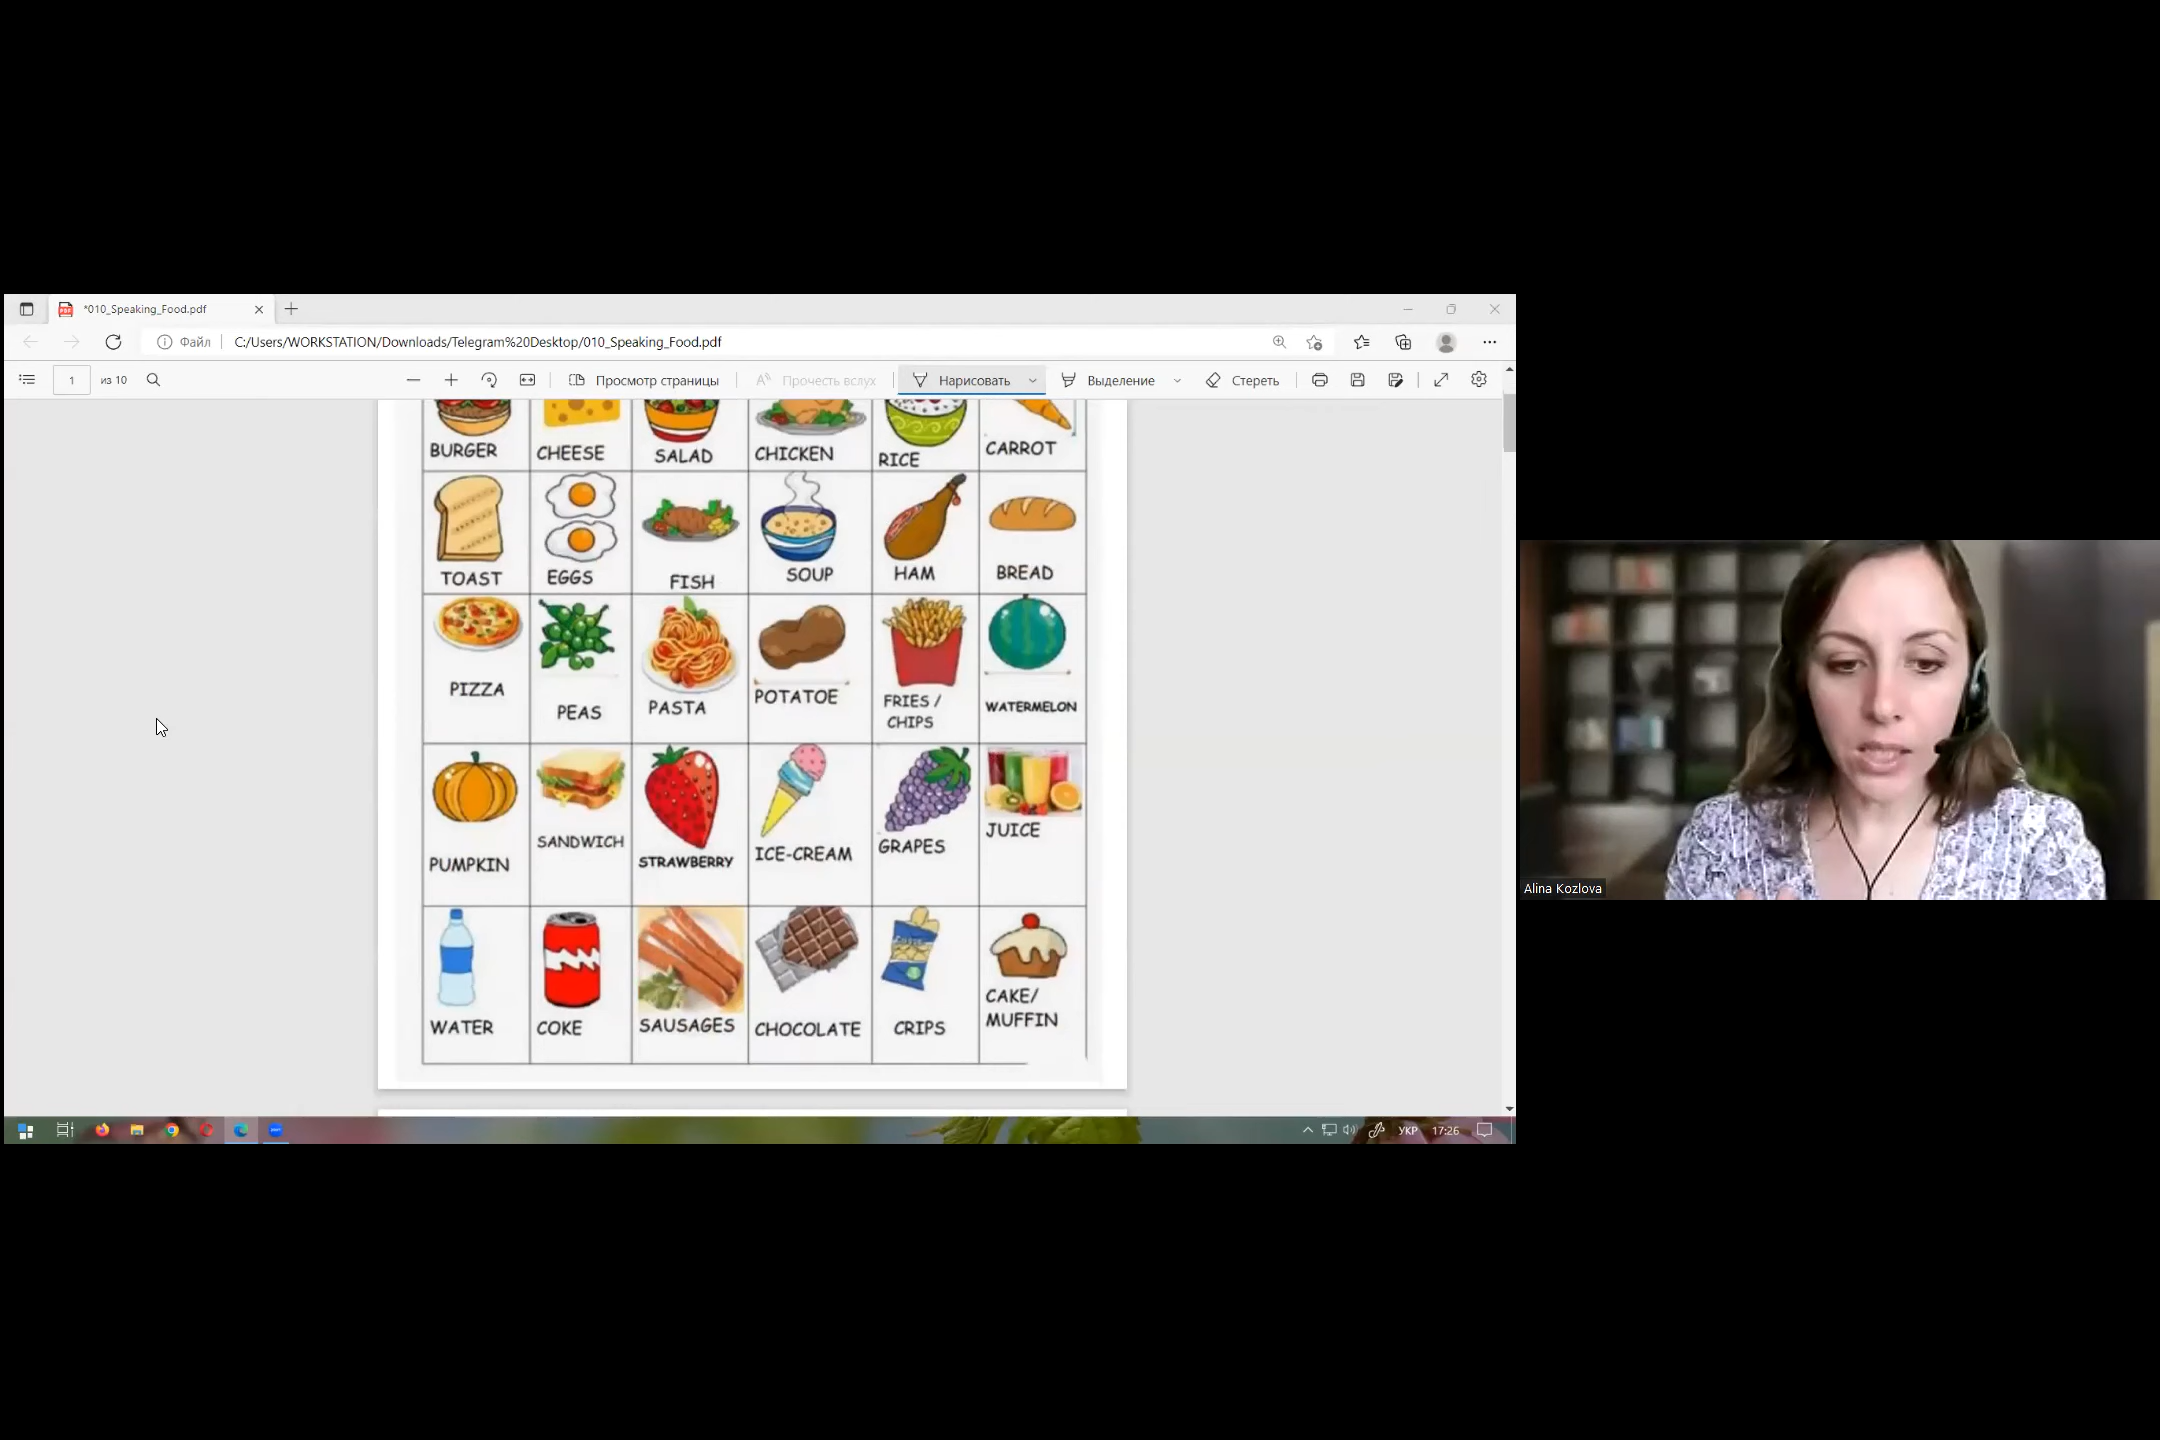 *010_Speaking_Food.pdf
Файл
C:/Users/WORKSTATION/Downloads/Telegram%20Desktop/010_Speaking_Food.pdf
1 из 10
Просмотр страницы
Прочесть вслух
Нарисовать
Выделение
Стереть
BURGER CHEESE SALAD CHICKEN RICE CARROT
TOAST EGGS FISH SOUP HAM BREAD
PIZZA PEAS PASTA POTATOE FRIES / CHIPS WATERMELON
PUMPKIN SANDWICH STRAWBERRY ICE-CREAM GRAPES JUICE
WATER COKE SAUSAGES CHOCOLATE CRIPS CAKE/ MUFFIN
Alina Kozlova
УКР 17:26